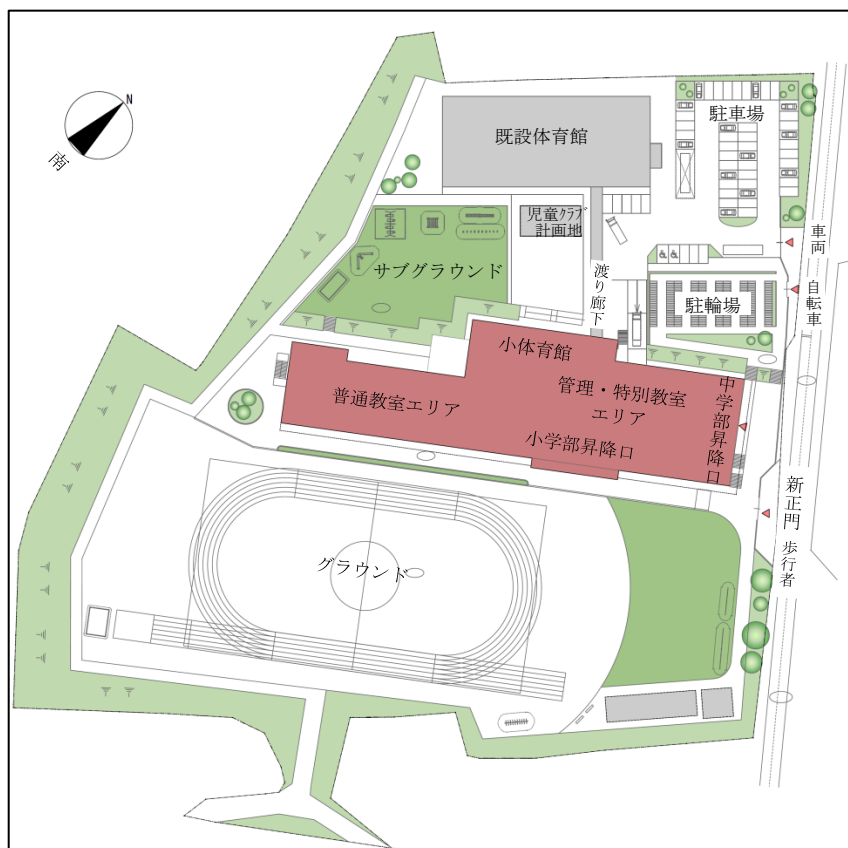 N
南
既設体育館
駐車場
児童ｸﾗﾌﾞ
計画地
サブグラウンド
渡り廊下
車両
自転車
駐輪場
小体育館
管理・特別教室
エリア
普通教室エリア
小学部昇降口
中学部昇降口
新正門
歩行者
グラウンド